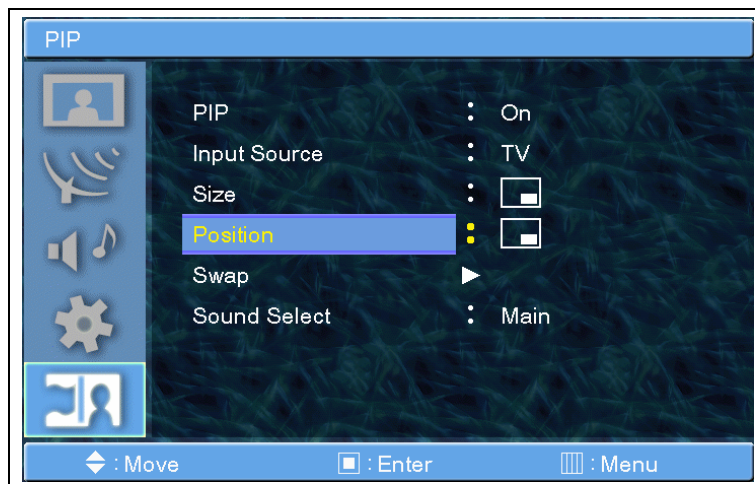 PIP
PIP : On
Input Source : TV
Size :
Position :
Swap
Sound Select : Main
: Move : Enter : Menu